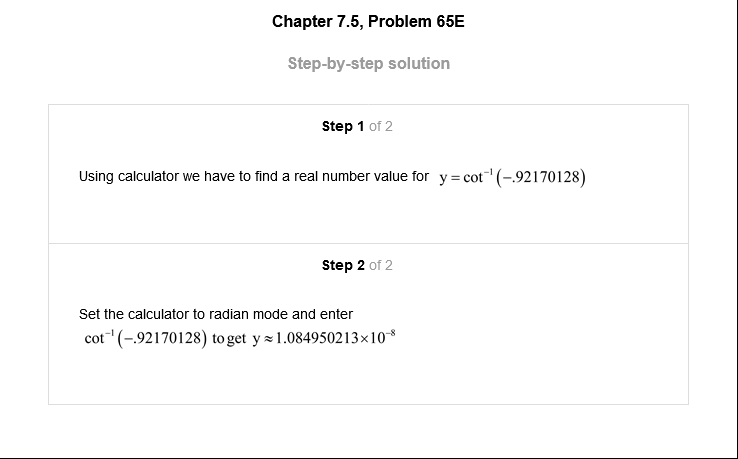 Chapter 7.5, Problem 65E
Step-by-step solution
Step 1 of 2
Using calculator we have to find a real number value for y = cot⁻¹(−.92170128)
Step 2 of 2
Set the calculator to radian mode and enter
cot⁻¹(−.92170128) to get y ≈ 1.084950213×10⁻⁸